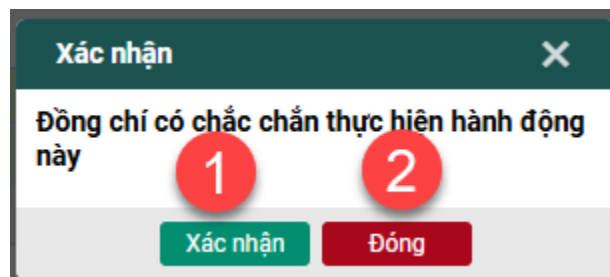 Xác nhận
Đồng chí có chắc chắn thực hiện hành động
này
1
2
Xác nhận
Đóng